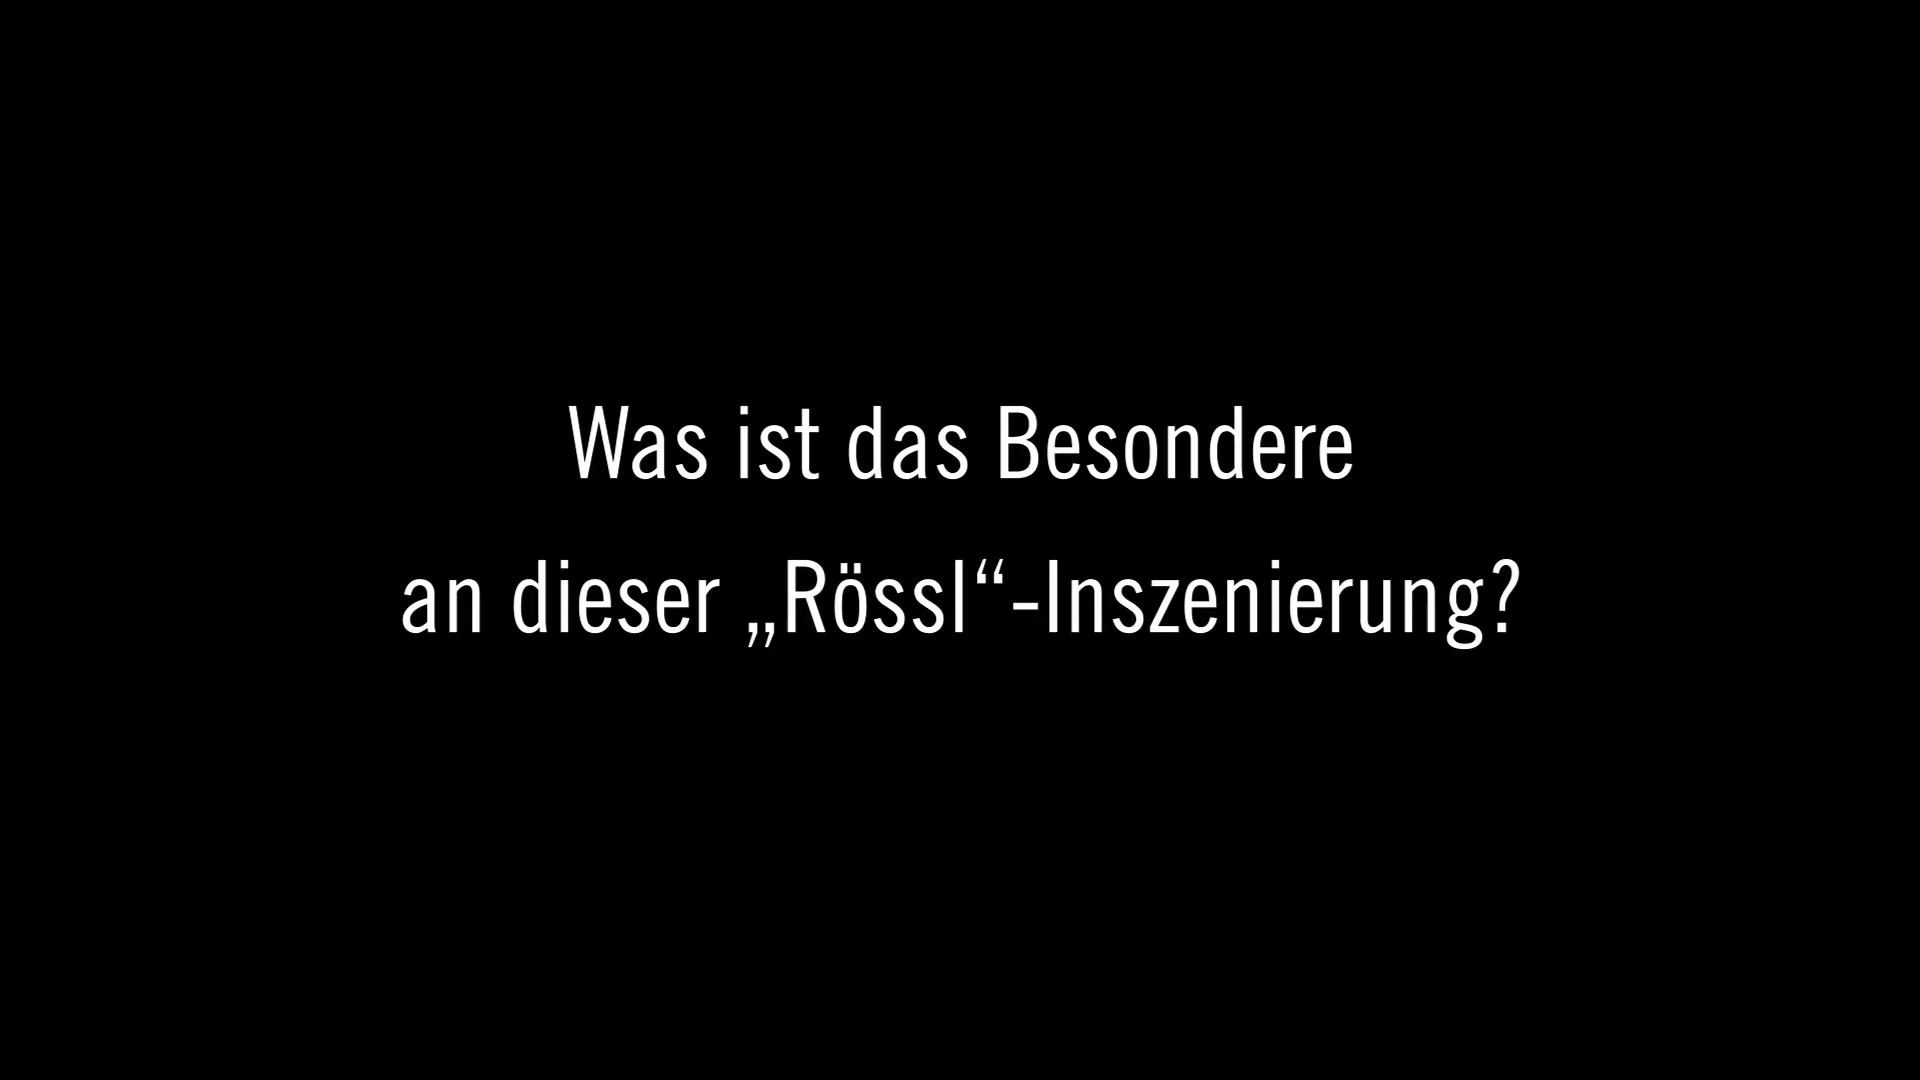 Was ist das Besondere
an dieser „Rössl“-Inszenierung?